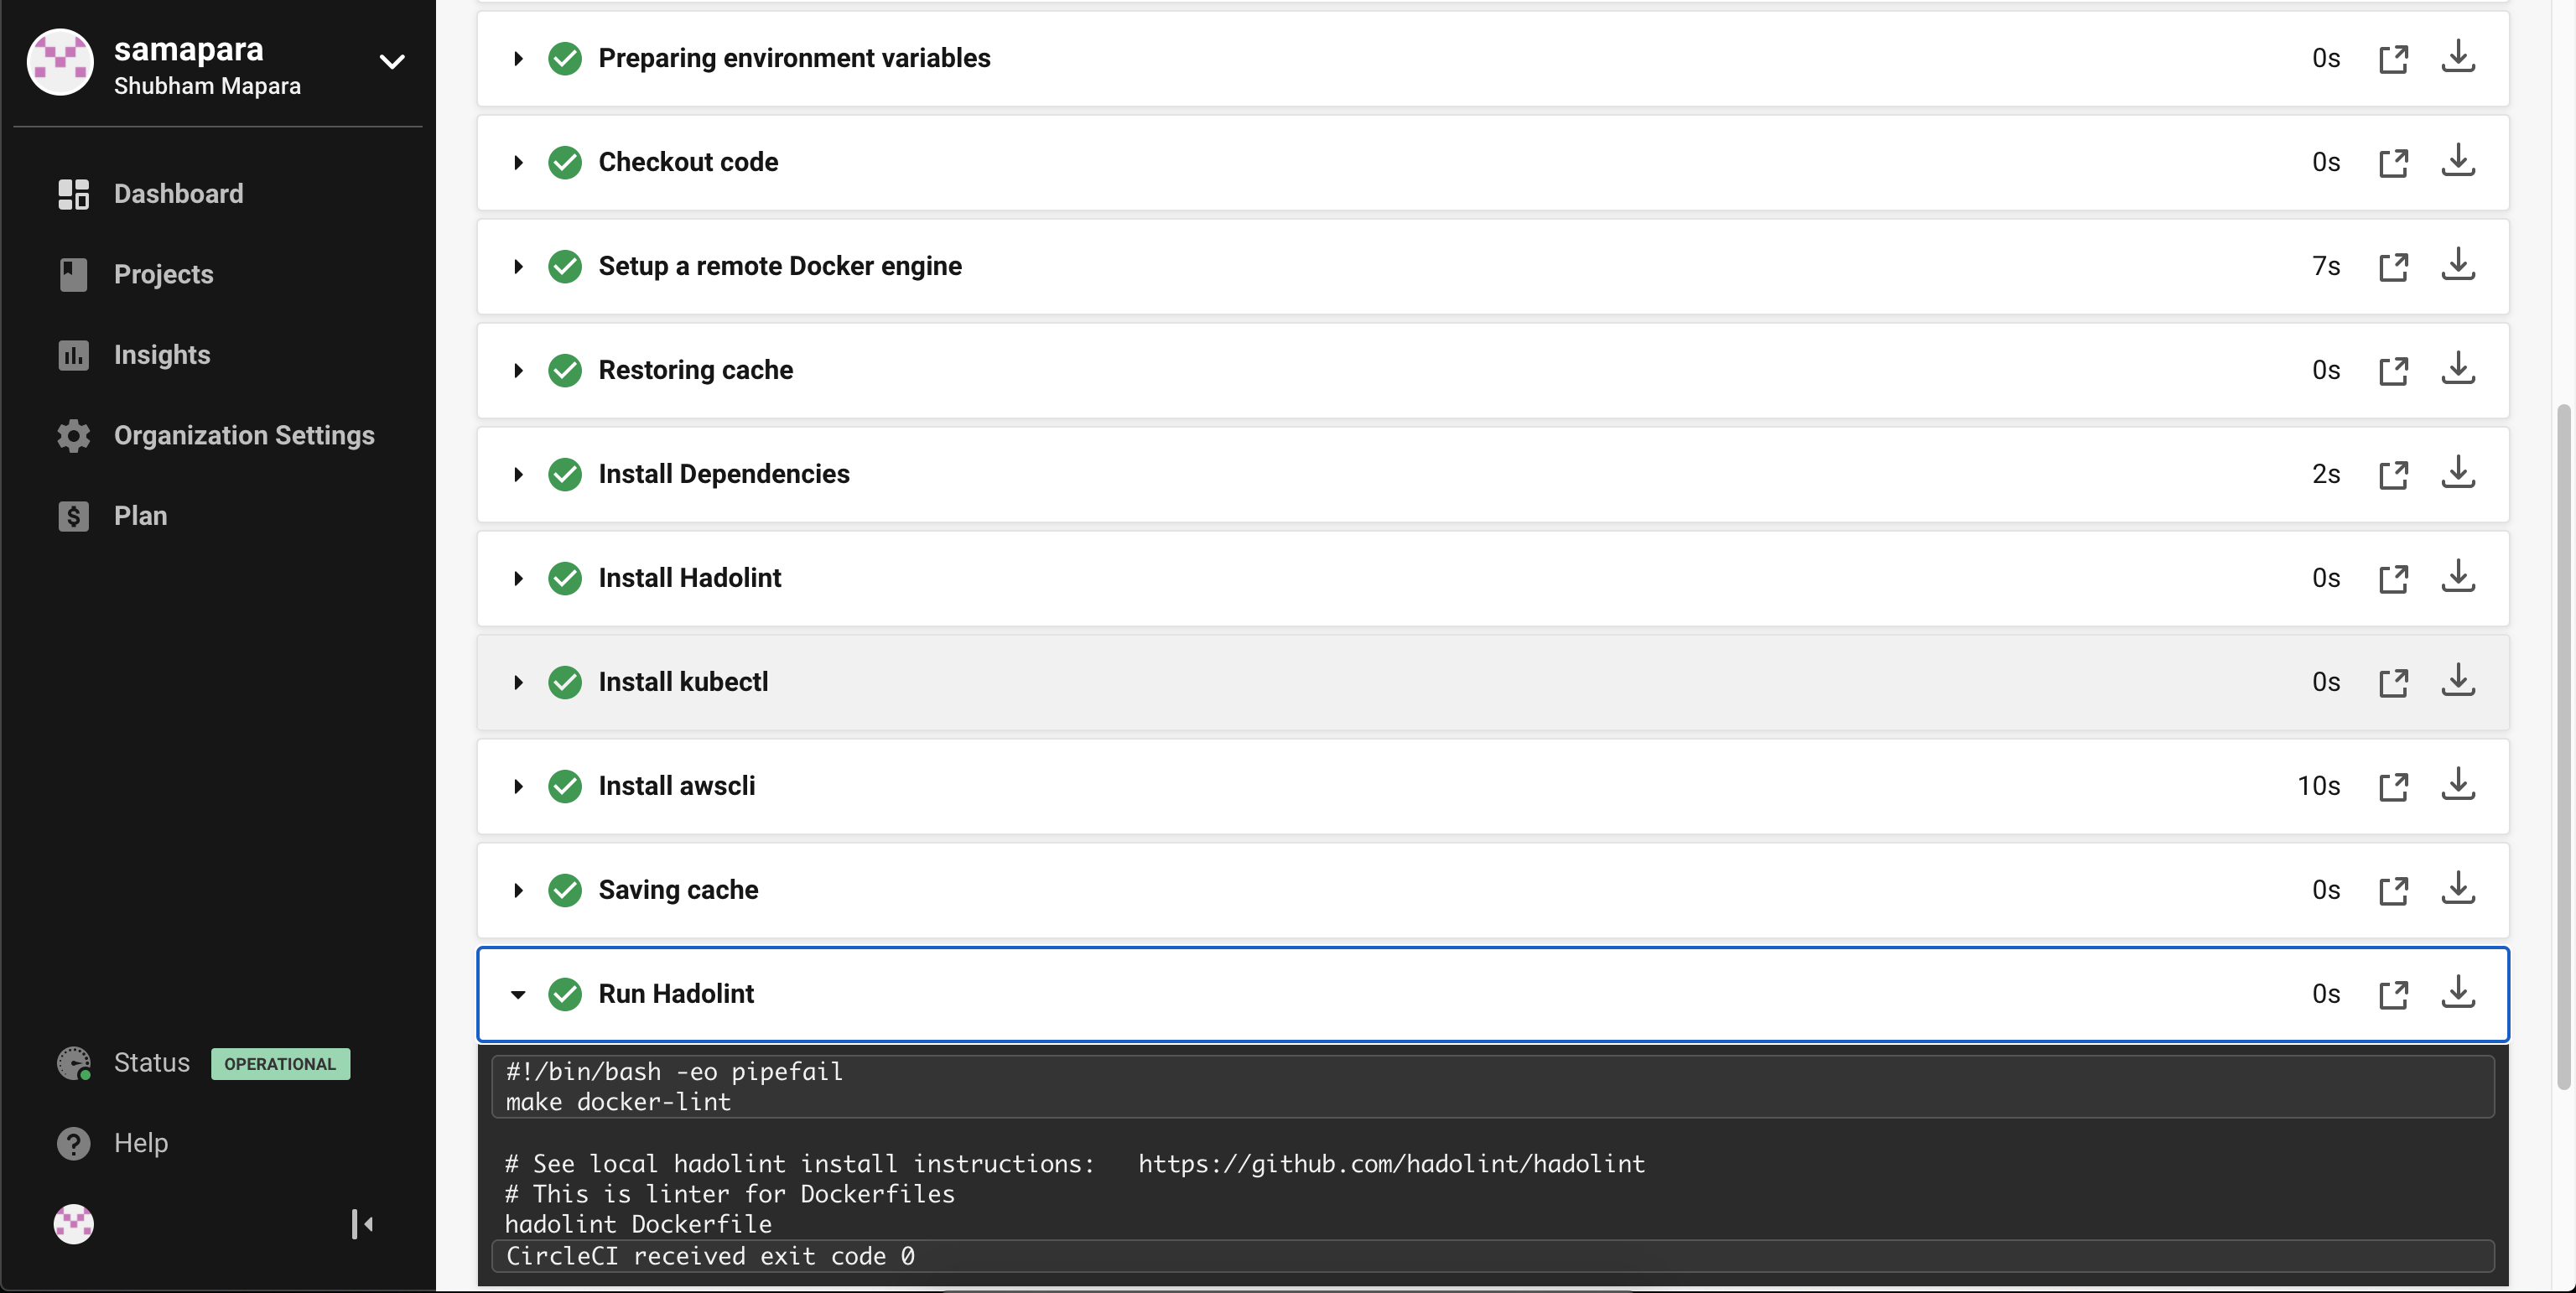 samapara
Shubham Mapara
Dashboard
Projects
Insights
Organization Settings
$ Plan
Status OPERATIONAL
? Help
Preparing environment variables 0s
Checkout code 0s
Setup a remote Docker engine 7s
Restoring cache 0s
Install Dependencies 2s
Install Hadolint 0s
Install kubectl 0s
Install awscli 10s
Saving cache 0s
Run Hadolint 0s
#!/bin/bash -eo pipefail
make docker-lint
# See local hadolint install instructions:   https://github.com/hadolint/hadolint
# This is linter for Dockerfiles
hadolint Dockerfile
CircleCI received exit code 0